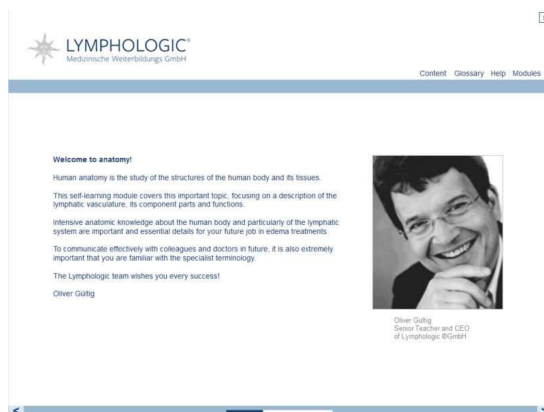 LYMPHOLOGIC®
Medizinische Weiterbildungs GmbH
Content Glossary Help Modules
Welcome to anatomy!
Human anatomy is the study of the structures of the human body and its tissues.
This self-learning module covers this important topic, focusing on a description of the
lymphatic vasculature, its component parts and functions.
Intensive anatomic knowledge about the human body and particularly of the lymphatic
system are important and essential details for your future job in edema treatments
To communicate effectively with colleagues and doctors in future, it is also extremely
important that you are familiar with the specialist terminology.
The Lymphologic team wishes you every success!
Oliver Gültig
Oliver Gültig
Senior Teacher and CEO
of Lymphologic ®GmbH